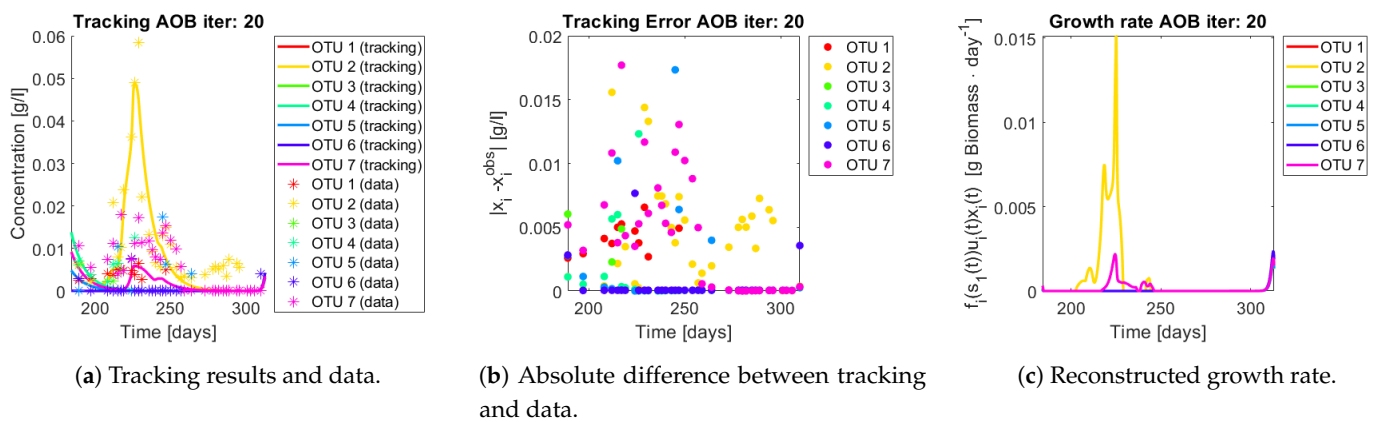 Tracking AOB iter: 20
Concentration [g/l]
0.06
0.05
0.04
0.03
0.02
0.01
0
200
250
300
Time [days]
OTU 1 (tracking)
OTU 2 (tracking)
OTU 3 (tracking)
OTU 4 (tracking)
OTU 5 (tracking)
OTU 6 (tracking)
OTU 7 (tracking)
OTU 1 (data)
OTU 2 (data)
OTU 3 (data)
OTU 4 (data)
OTU 5 (data)
OTU 6 (data)
OTU 7 (data)
(a) Tracking results and data.
Tracking Error AOB iter: 20
|x_i -x_i^obs| [g/l]
0.02
0.015
0.01
0.005
0
200
250
300
Time [days]
OTU 1
OTU 2
OTU 3
OTU 4
OTU 5
OTU 6
OTU 7
(b) Absolute difference between tracking
and data.
Growth rate AOB iter: 20
f_i(s_1(t))u_i(t)x_i(t) [g Biomass · day^-1]
0.015
0.01
0.005
0
200
250
300
Time [days]
OTU 1
OTU 2
OTU 3
OTU 4
OTU 5
OTU 6
OTU 7
(c) Reconstructed growth rate.